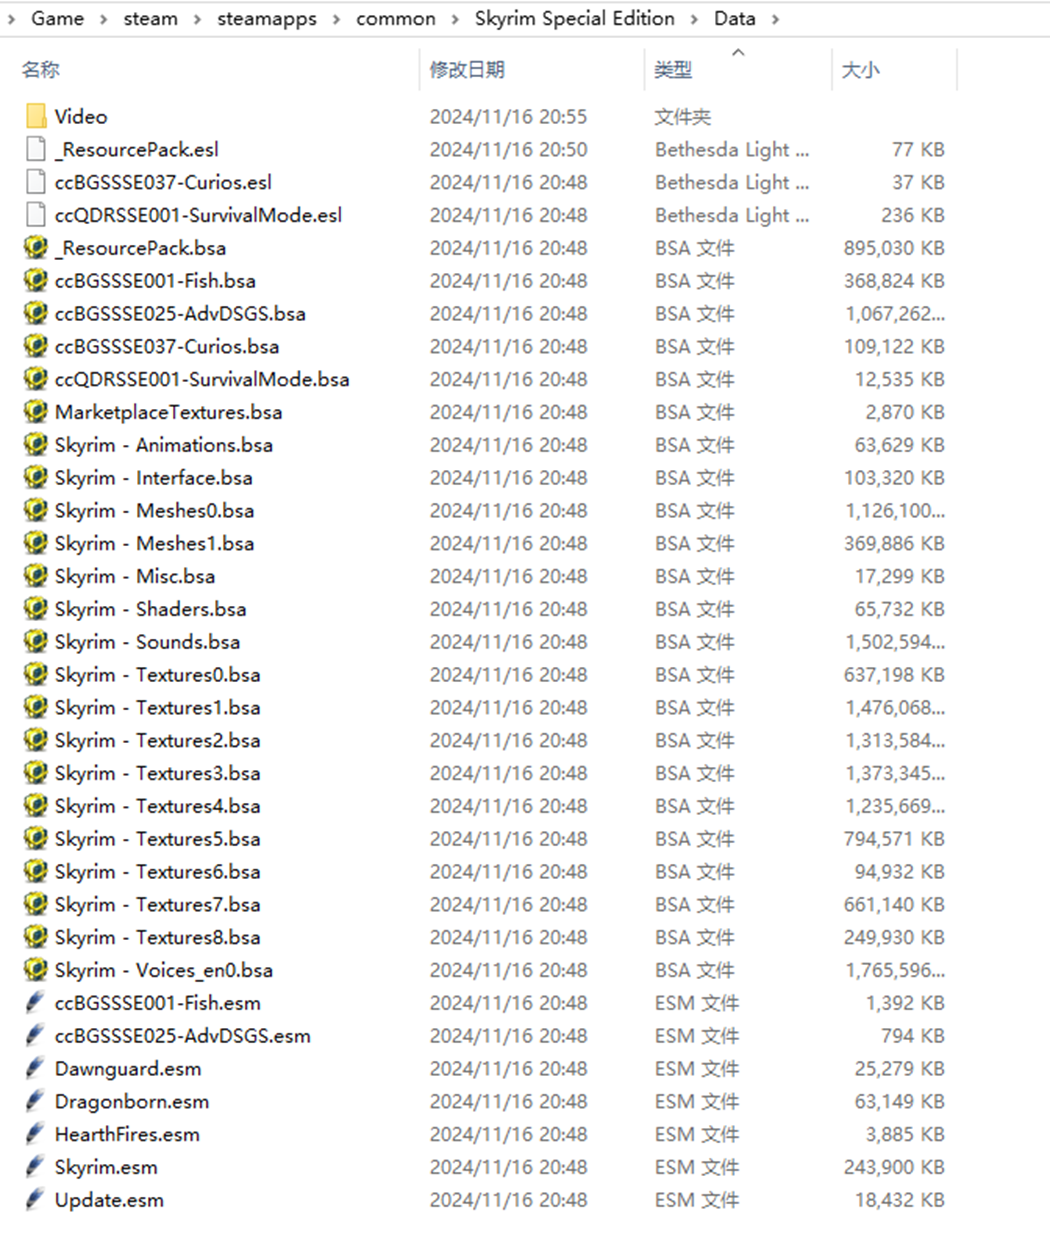 Game steam steamapps common Skyrim Special Edition Data
名称 修改日期 类型 大小
Video 2024/11/16 20:55 文件夹
_ResourcePack.esl 2024/11/16 20:50 Bethesda Light ... 77 KB
ccBGSSSE037-Curios.esl 2024/11/16 20:48 Bethesda Light ... 37 KB
ccQDRSSE001-SurvivalMode.esl 2024/11/16 20:48 Bethesda Light ... 236 KB
_ResourcePack.bsa 2024/11/16 20:48 BSA 文件 895,030 KB
ccBGSSSE001-Fish.bsa 2024/11/16 20:48 BSA 文件 368,824 KB
ccBGSSSE025-AdvDSGS.bsa 2024/11/16 20:48 BSA 文件 1,067,262...
ccBGSSSE037-Curios.bsa 2024/11/16 20:48 BSA 文件 109,122 KB
ccQDRSSE001-SurvivalMode.bsa 2024/11/16 20:48 BSA 文件 12,535 KB
MarketplaceTextures.bsa 2024/11/16 20:48 BSA 文件 2,870 KB
Skyrim - Animations.bsa 2024/11/16 20:48 BSA 文件 63,629 KB
Skyrim - Interface.bsa 2024/11/16 20:48 BSA 文件 103,320 KB
Skyrim - Meshes0.bsa 2024/11/16 20:48 BSA 文件 1,126,100...
Skyrim - Meshes1.bsa 2024/11/16 20:48 BSA 文件 369,886 KB
Skyrim - Misc.bsa 2024/11/16 20:48 BSA 文件 17,299 KB
Skyrim - Shaders.bsa 2024/11/16 20:48 BSA 文件 65,732 KB
Skyrim - Sounds.bsa 2024/11/16 20:48 BSA 文件 1,502,594...
Skyrim - Textures0.bsa 2024/11/16 20:48 BSA 文件 637,198 KB
Skyrim - Textures1.bsa 2024/11/16 20:48 BSA 文件 1,476,068...
Skyrim - Textures2.bsa 2024/11/16 20:48 BSA 文件 1,313,584...
Skyrim - Textures3.bsa 2024/11/16 20:48 BSA 文件 1,373,345...
Skyrim - Textures4.bsa 2024/11/16 20:48 BSA 文件 1,235,669...
Skyrim - Textures5.bsa 2024/11/16 20:48 BSA 文件 794,571 KB
Skyrim - Textures6.bsa 2024/11/16 20:48 BSA 文件 94,932 KB
Skyrim - Textures7.bsa 2024/11/16 20:48 BSA 文件 661,140 KB
Skyrim - Textures8.bsa 2024/11/16 20:48 BSA 文件 249,930 KB
Skyrim - Voices_en0.bsa 2024/11/16 20:48 BSA 文件 1,765,596...
ccBGSSSE001-Fish.esm 2024/11/16 20:48 ESM 文件 1,392 KB
ccBGSSSE025-AdvDSGS.esm 2024/11/16 20:48 ESM 文件 794 KB
Dawnguard.esm 2024/11/16 20:48 ESM 文件 25,279 KB
Dragonborn.esm 2024/11/16 20:48 ESM 文件 63,149 KB
HearthFires.esm 2024/11/16 20:48 ESM 文件 3,885 KB
Skyrim.esm 2024/11/16 20:48 ESM 文件 243,900 KB
Update.esm 2024/11/16 20:48 ESM 文件 18,432 KB